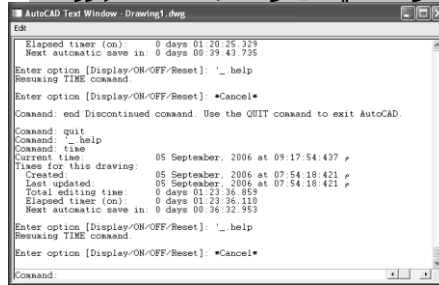 AutoCAD Text Window - Drawing1.dwg
Edit
Elapsed timer (on): 0 days 01:20:25.329
Next automatic save in: 0 days 00:39:43.735
Enter option [Display/ON/OFF/Reset]: '_.help
Resuming TIME command.
Enter option [Display/ON/OFF/Reset]: *Cancel*
Command: end Discontinued command. Use the QUIT command to exit AutoCAD.
Command: quit
Command: '_.help
Command: time
Current time: 05 September, 2006 at 09:17:54:437 م
Times for this drawing:
Created: 05 September, 2006 at 07:54:18:421 م
Last updated: 05 September, 2006 at 07:54:18:421 م
Total editing time: 0 days 01:23:36.859
Elapsed timer (on): 0 days 01:23:36.110
Next automatic save in: 0 days 00:36:32.953
Enter option [Display/ON/OFF/Reset]: '_.help
Resuming TIME command.
Enter option [Display/ON/OFF/Reset]: *Cancel*
Command: